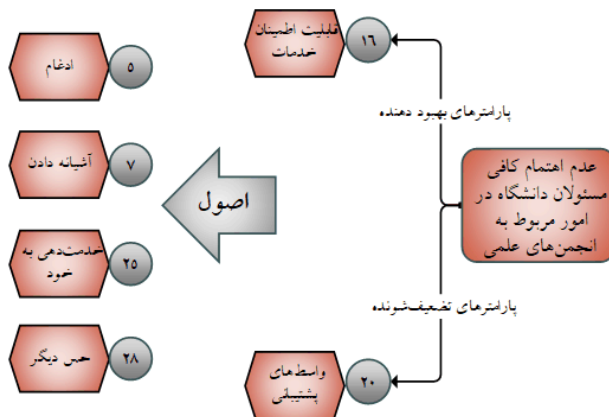 عدم اهتمام کافی
مسئولان دانشگاه در
امور مربوط به
انجمن‌های علمی
پارامترهای بهبود دهنده
۱۶
قابلیت اطمینان
خدمات
پارامترهای تضعیف‌شونده
۲۰
واسط‌های
پشتیبانی
اصول
۵
ادغام
۷
آشیانه دادن
۲۵
خدمت‌دهی به
خود
۲۸
حس دیگر